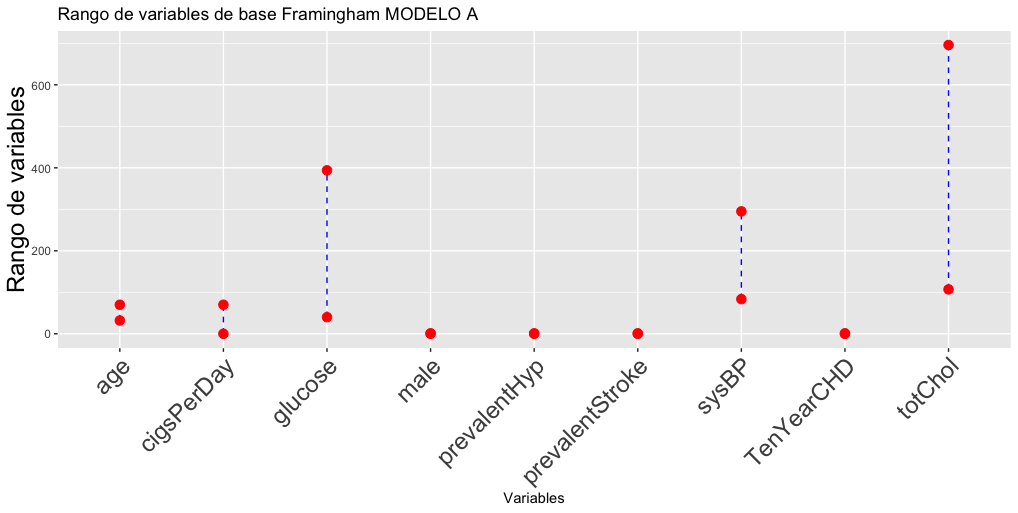 Rango de variables de base Framingham MODELO A
Rango de variables
600
400
200
0
age
cigsPerDay
glucose
male
prevalentHyp
prevalentStroke
sysBP
TenYearCHD
totChol
Variables